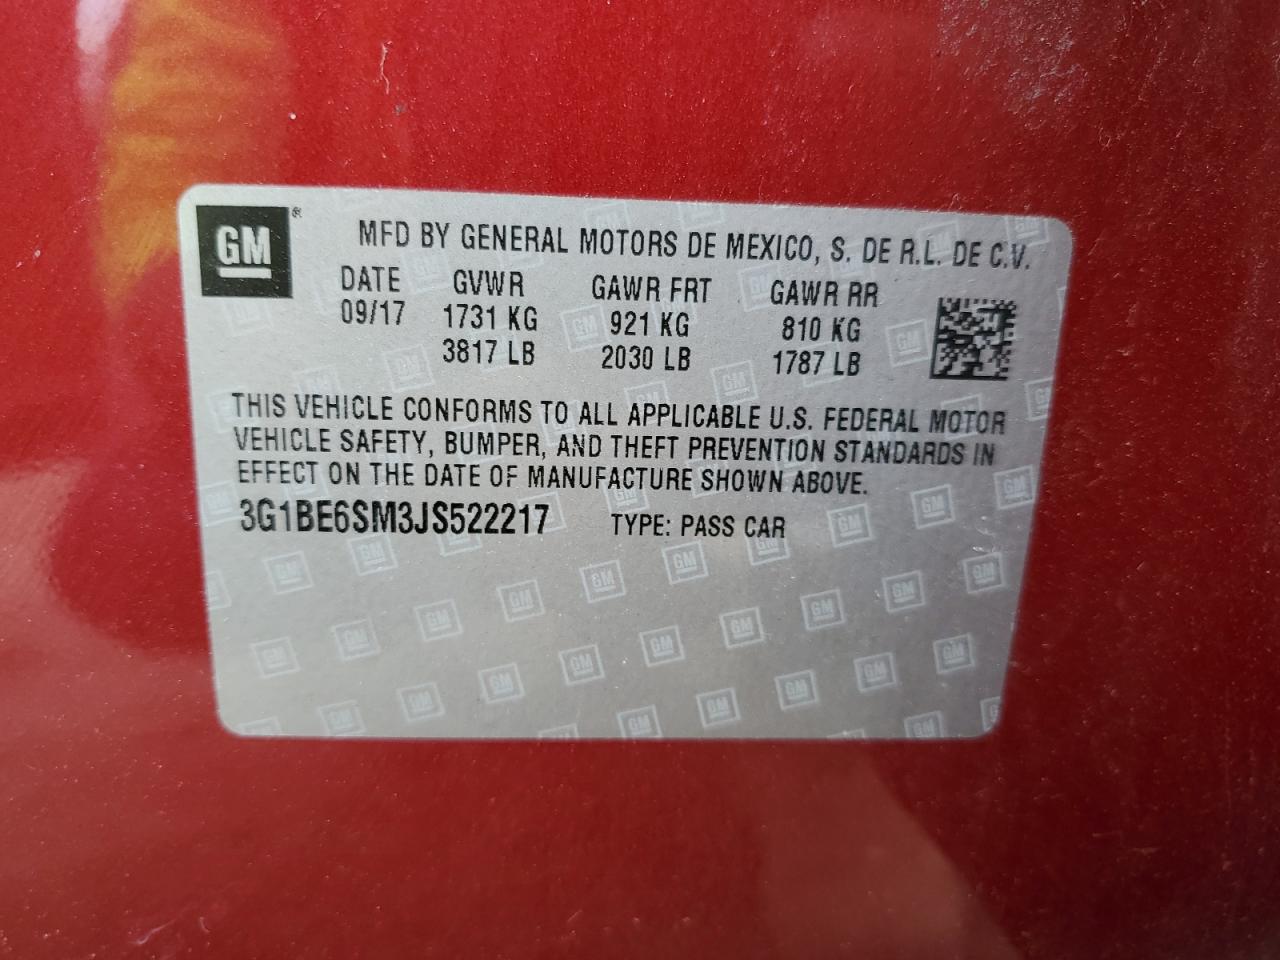 GM ®
MFD BY GENERAL MOTORS DE MEXICO, S. DE R.L. DE C.V.
DATE GVWR GAWR FRT GAWR RR
09/17 1731 KG 921 KG 810 KG
3817 LB 2030 LB 1787 LB
THIS VEHICLE CONFORMS TO ALL APPLICABLE U.S. FEDERAL MOTOR
VEHICLE SAFETY, BUMPER, AND THEFT PREVENTION STANDARDS IN
EFFECT ON THE DATE OF MANUFACTURE SHOWN ABOVE.
3G1BE6SM3JS522217 TYPE: PASS CAR